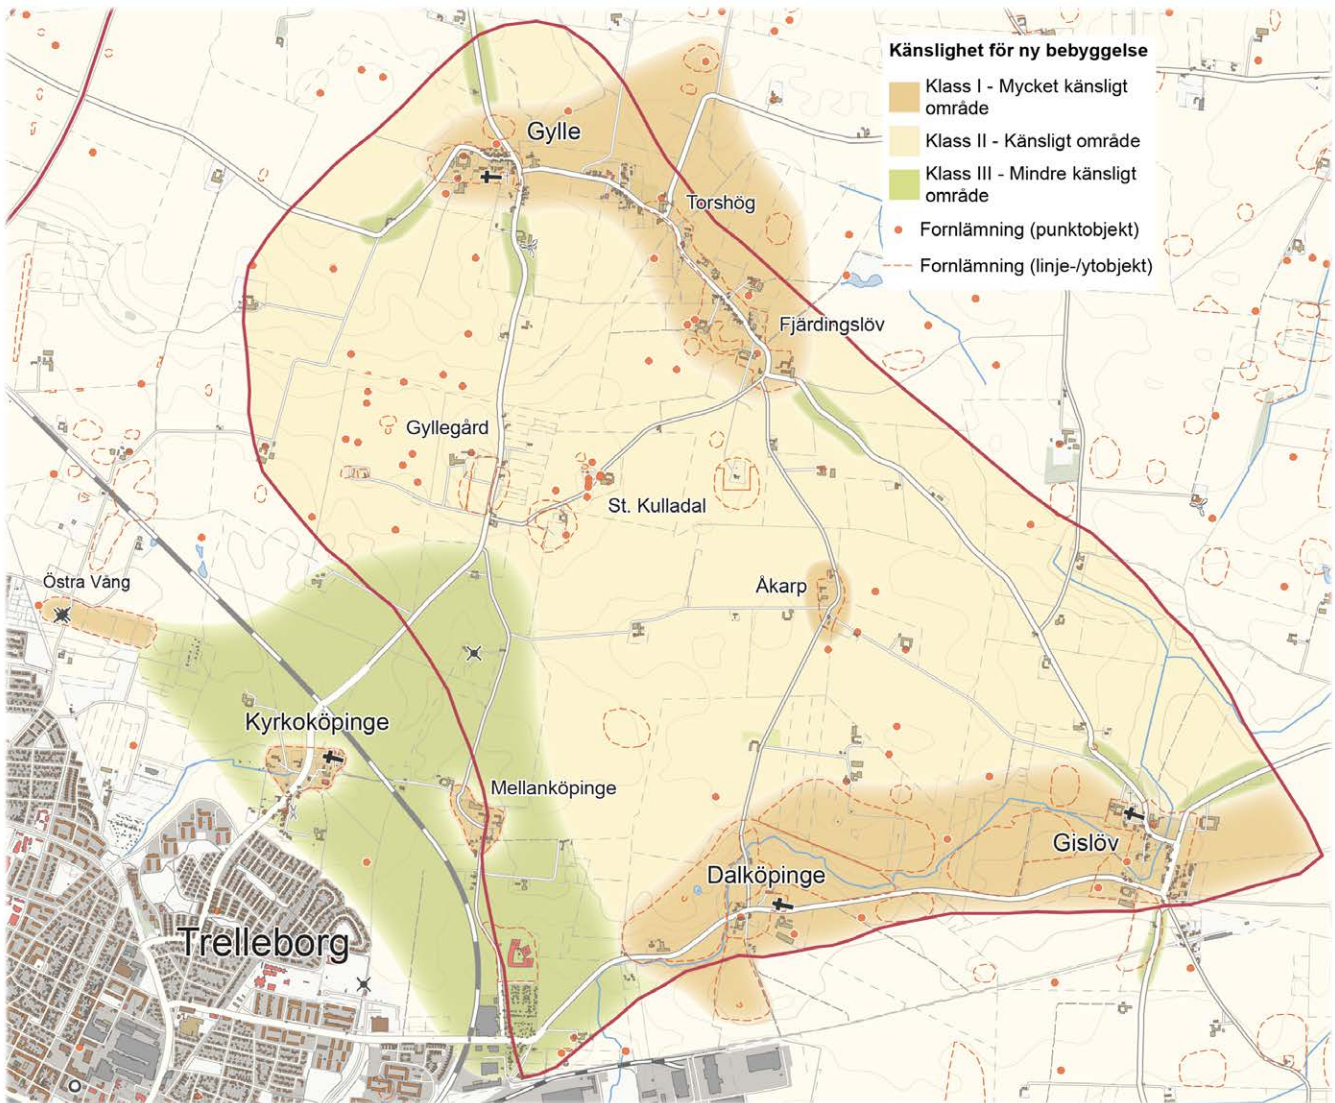 Känslighet för ny bebyggelse
Klass I - Mycket känsligt
område
Klass II - Känsligt område
Klass III - Mindre känsligt
område
Fornlämning (punktobjekt)
Fornlämning (linje-/ytobjekt)
Gylle
Torshög
Fjärdingslöv
Gyllegård
St. Kulladal
Östra Vång
Åkarp
Kyrkoköpinge
Mellanköpinge
Gislöv
Dalköpinge
Trelleborg